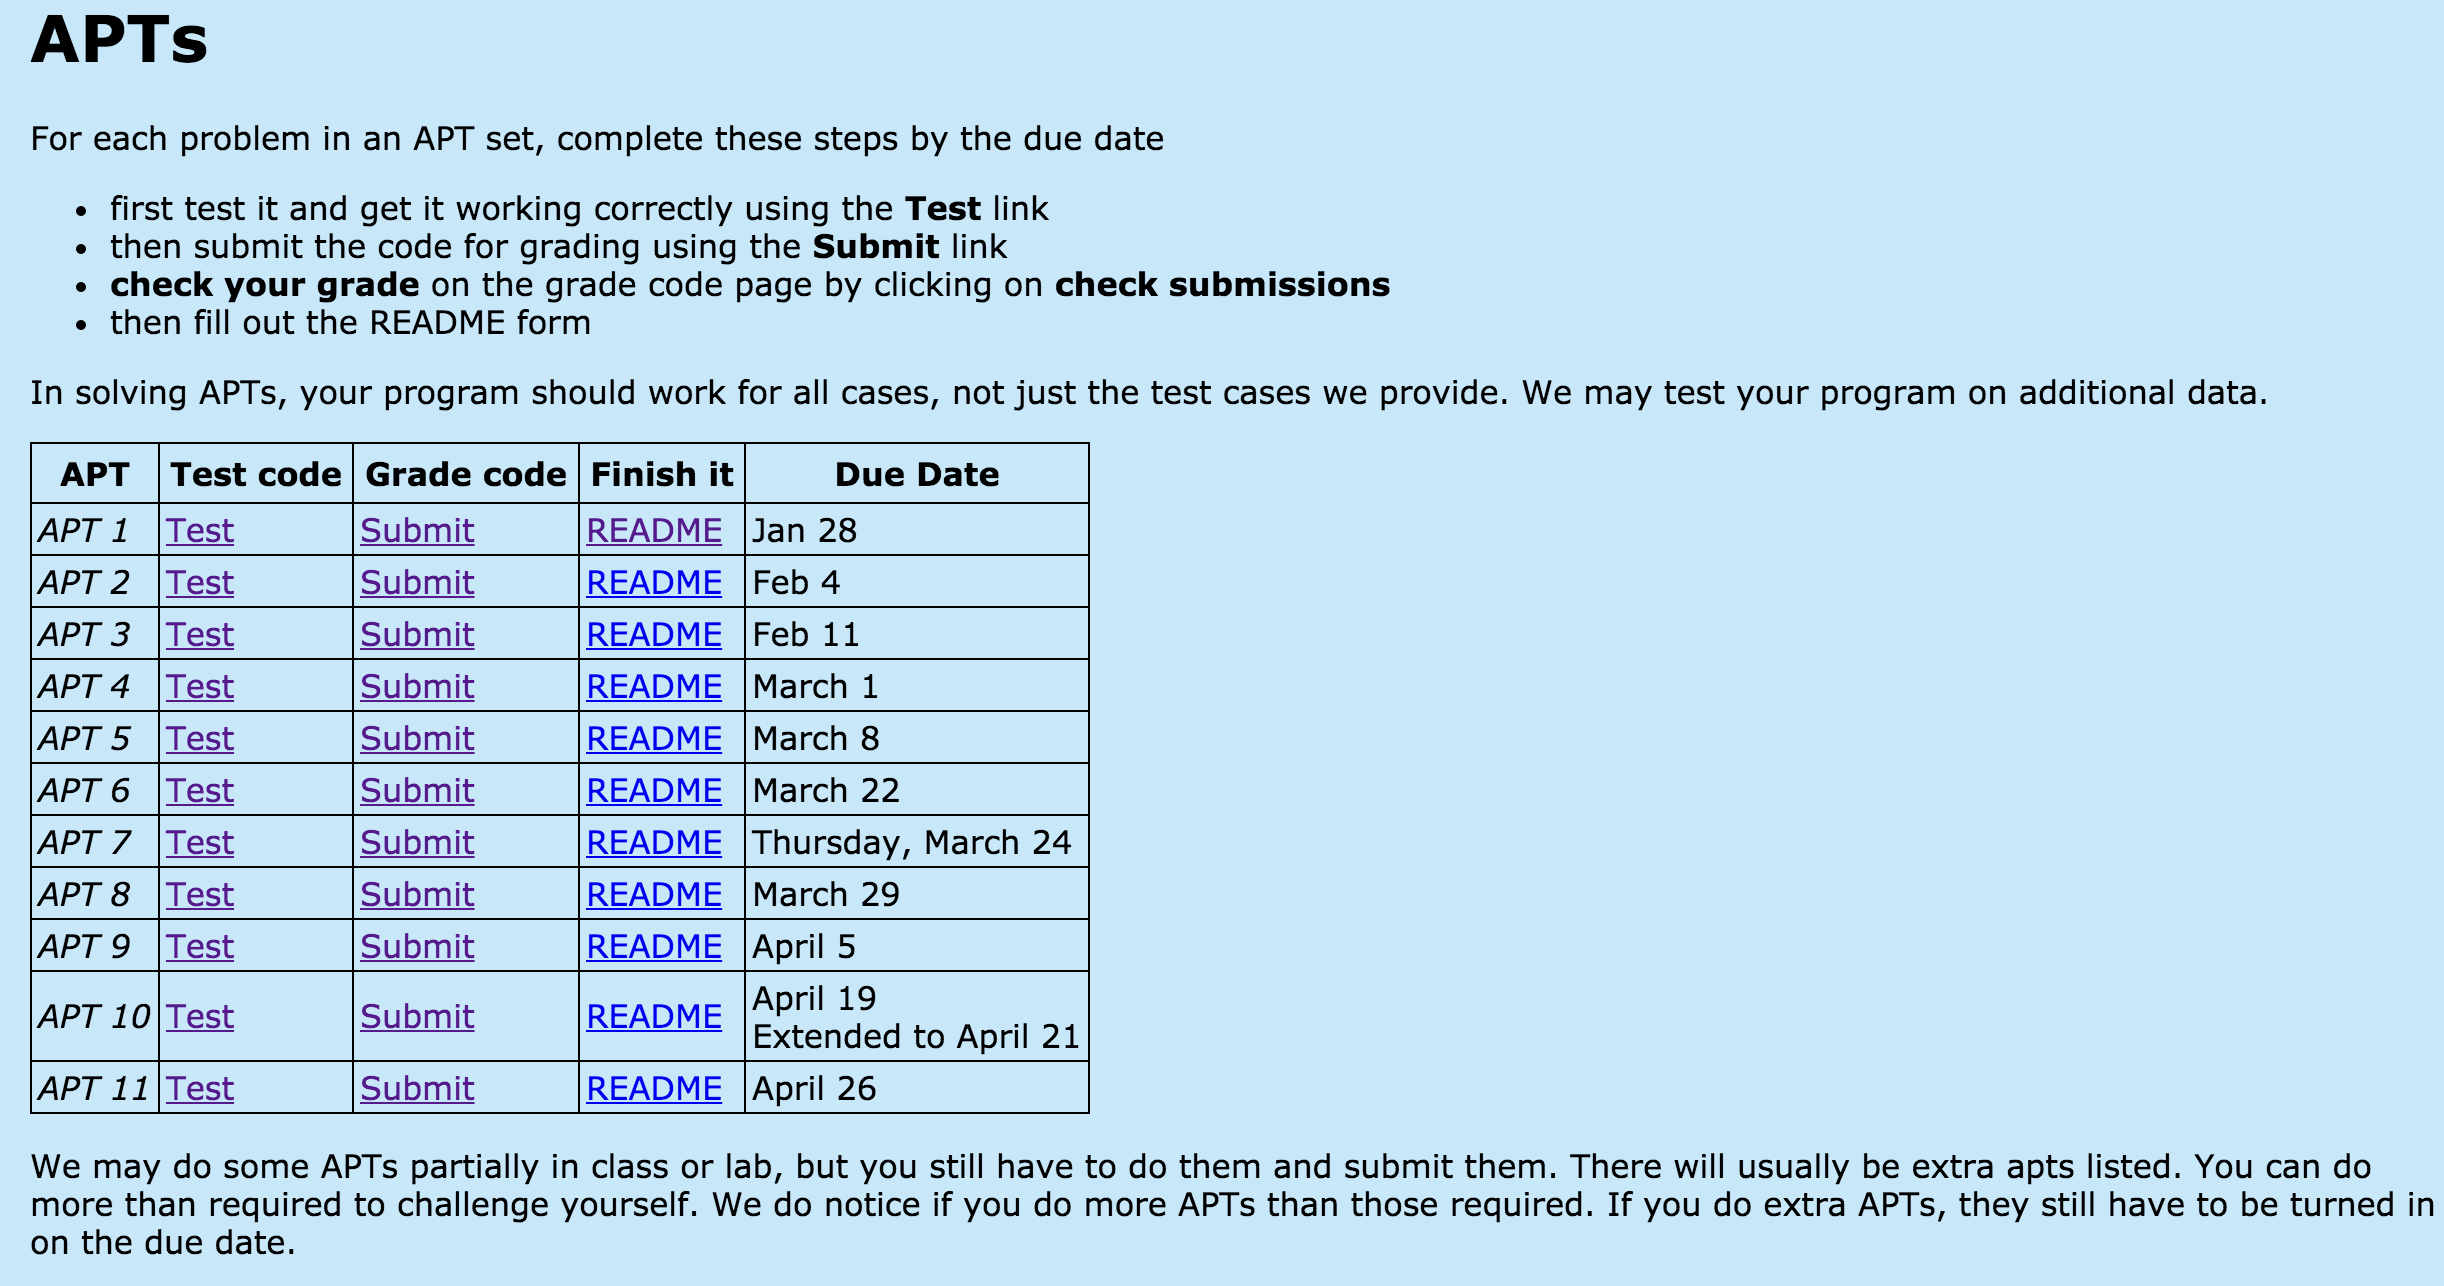 APTs
For each problem in an APT set, complete these steps by the due date
• first test it and get it working correctly using the Test link
• then submit the code for grading using the Submit link
• check your grade on the grade code page by clicking on check submissions
• then fill out the README form
In solving APTs, your program should work for all cases, not just the test cases we provide. We may test your program on additional data.
APT Test code Grade code Finish it Due Date
APT 1 Test Submit README Jan 28
APT 2 Test Submit README Feb 4
APT 3 Test Submit README Feb 11
APT 4 Test Submit README March 1
APT 5 Test Submit README March 8
APT 6 Test Submit README March 22
APT 7 Test Submit README Thursday, March 24
APT 8 Test Submit README March 29
APT 9 Test Submit README April 5
APT 10 Test Submit README April 19
Extended to April 21
APT 11 Test Submit README April 26
We may do some APTs partially in class or lab, but you still have to do them and submit them. There will usually be extra apts listed. You can do
more than required to challenge yourself. We do notice if you do more APTs than those required. If you do extra APTs, they still have to be turned in
on the due date.